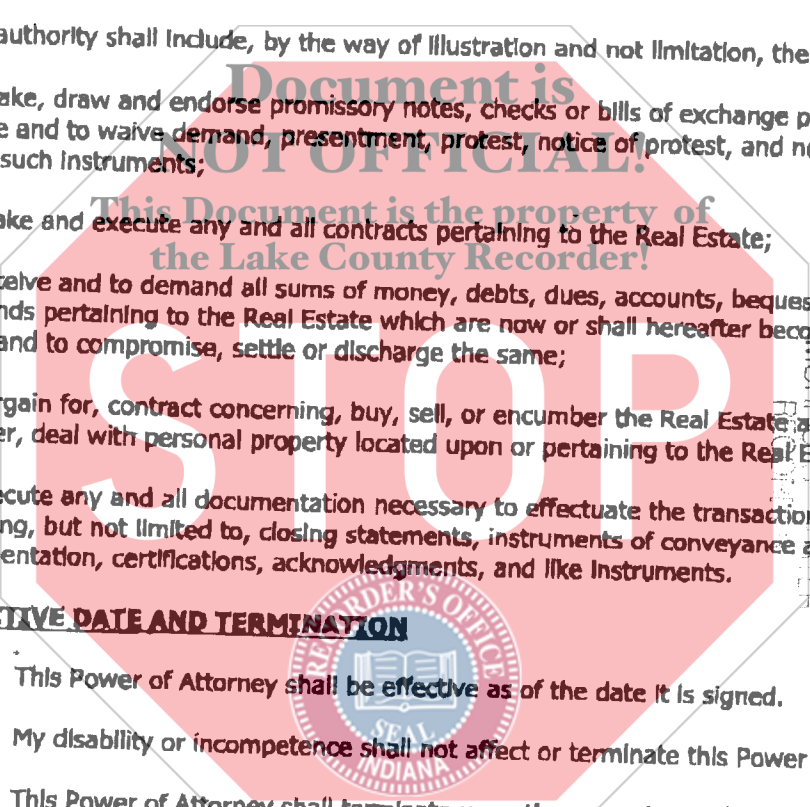 authority shall include, by the way of illustration and not limitation, the
Document is
ake, draw and endorse promissory notes, checks or bills of exchange p
e and to waive demand, presentment, protest, notice of protest, and no
NOT OFFICIAL!
such instruments;
This Document is the property of
ake and execute any and all contracts pertaining to the Real Estate;
the Lake County Recorder!
ceive and to demand all sums of money, debts, dues, accounts, beques
nds pertaining to the Real Estate which are now or shall hereafter beco
and to compromise, settle or discharge the same;
STOP
rgain for, contract concerning, buy, sell, or encumber the Real Estate a
er, deal with personal property located upon or pertaining to the Real E
ecute any and all documentation necessary to effectuate the transaction
ng, but not limited to, closing statements, instruments of conveyance a
entation, certifications, acknowledgments, and like instruments.
CTIVE DATE AND TERMINATION
RECORDER'S OFFICE
SEAL
INDIANA
This Power of Attorney shall be effective as of the date it is signed.
My disability or incompetence shall not affect or terminate this Power
This Power of Attorney shall